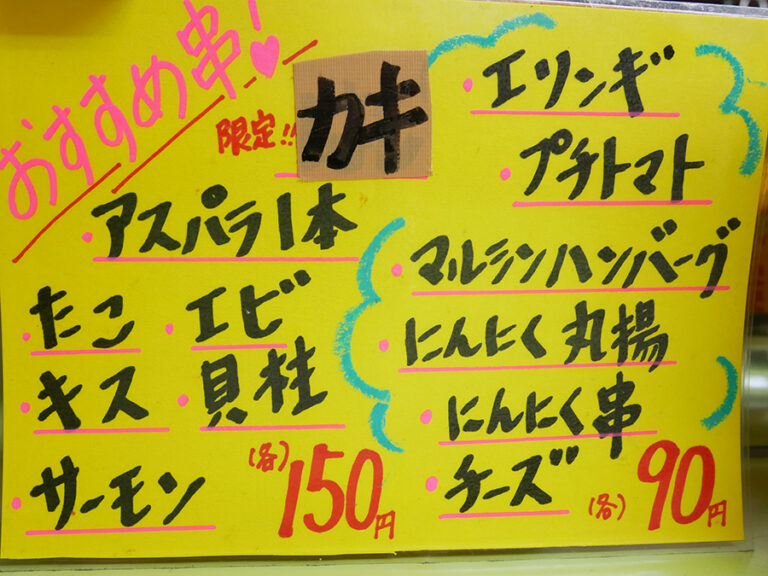 おすすめ串!
限定!! カキ
・アスパラ1本
・たこ ・エビ
・キス ・貝柱
・サーモン
(各)150円
・エリンギ
・プチトマト
・マルシンハンバーグ
・にんにく丸揚
・にんにく串
・チーズ
(各)90円